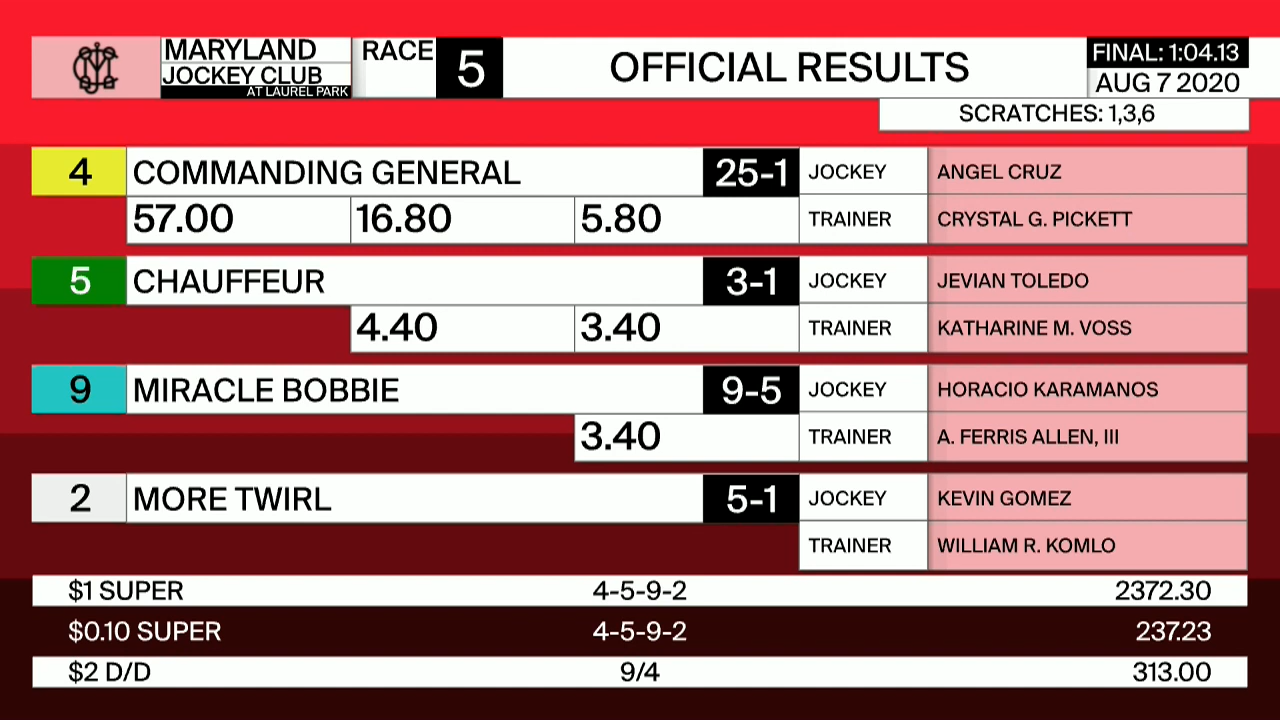 MARYLAND
JOCKEY CLUB
AT LAUREL PARK
RACE 5
OFFICIAL RESULTS
FINAL: 1:04.13
AUG 7 2020
SCRATCHES: 1,3,6
4 COMMANDING GENERAL 25-1 JOCKEY ANGEL CRUZ
57.00 16.80 5.80 TRAINER CRYSTAL G. PICKETT
5 CHAUFFEUR 3-1 JOCKEY JEVIAN TOLEDO
4.40 3.40 TRAINER KATHARINE M. VOSS
9 MIRACLE BOBBIE 9-5 JOCKEY HORACIO KARAMANOS
3.40 TRAINER A. FERRIS ALLEN, III
2 MORE TWIRL 5-1 JOCKEY KEVIN GOMEZ
TRAINER WILLIAM R. KOMLO
$1 SUPER 4-5-9-2 2372.30
$0.10 SUPER 4-5-9-2 237.23
$2 D/D 9/4 313.00